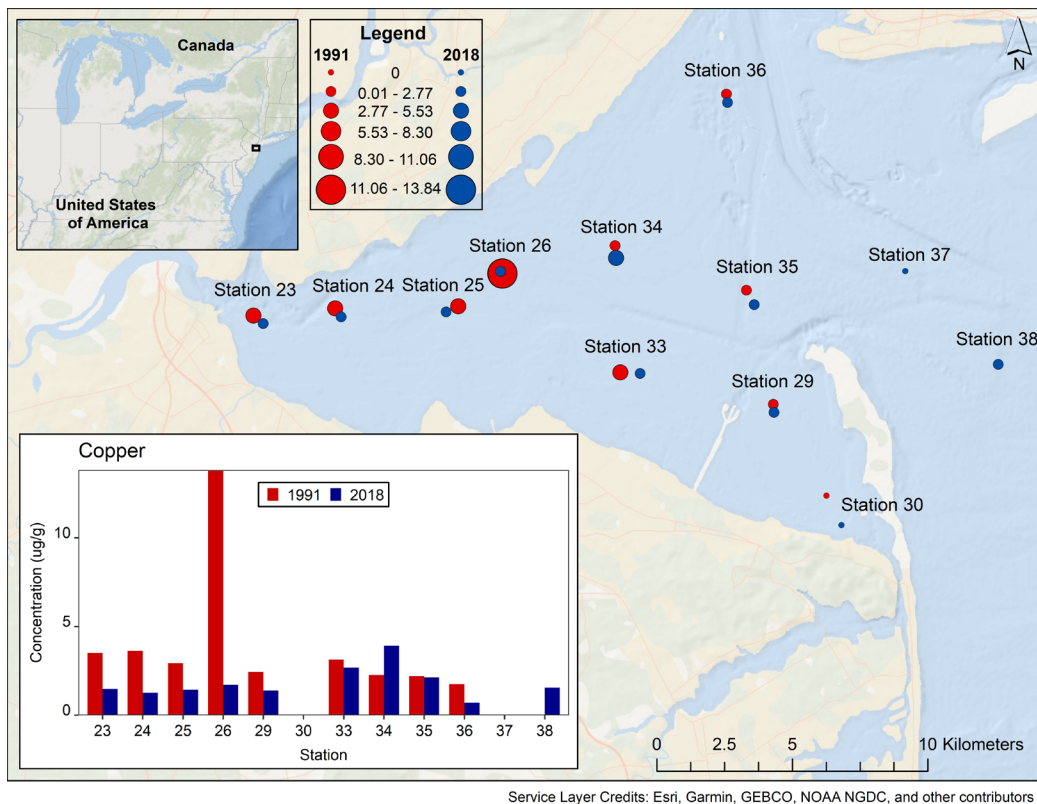 Canada
United States
of America
Legend
1991 2018
0
0.01 - 2.77
2.77 - 5.53
5.53 - 8.30
8.30 - 11.06
11.06 - 13.84
N
Station 36
Station 34
Station 26
Station 37
Station 35
Station 24
Station 25
Station 23
Station 33
Station 38
Station 29
Station 30
Copper
1991 2018
Concentration (ug/g)
10
5
0
23 24 25 26 29 30 33 34 35 36 37 38
Station
0 2.5 5 10 Kilometers
Service Layer Credits: Esri, Garmin, GEBCO, NOAA NGDC, and other contributors